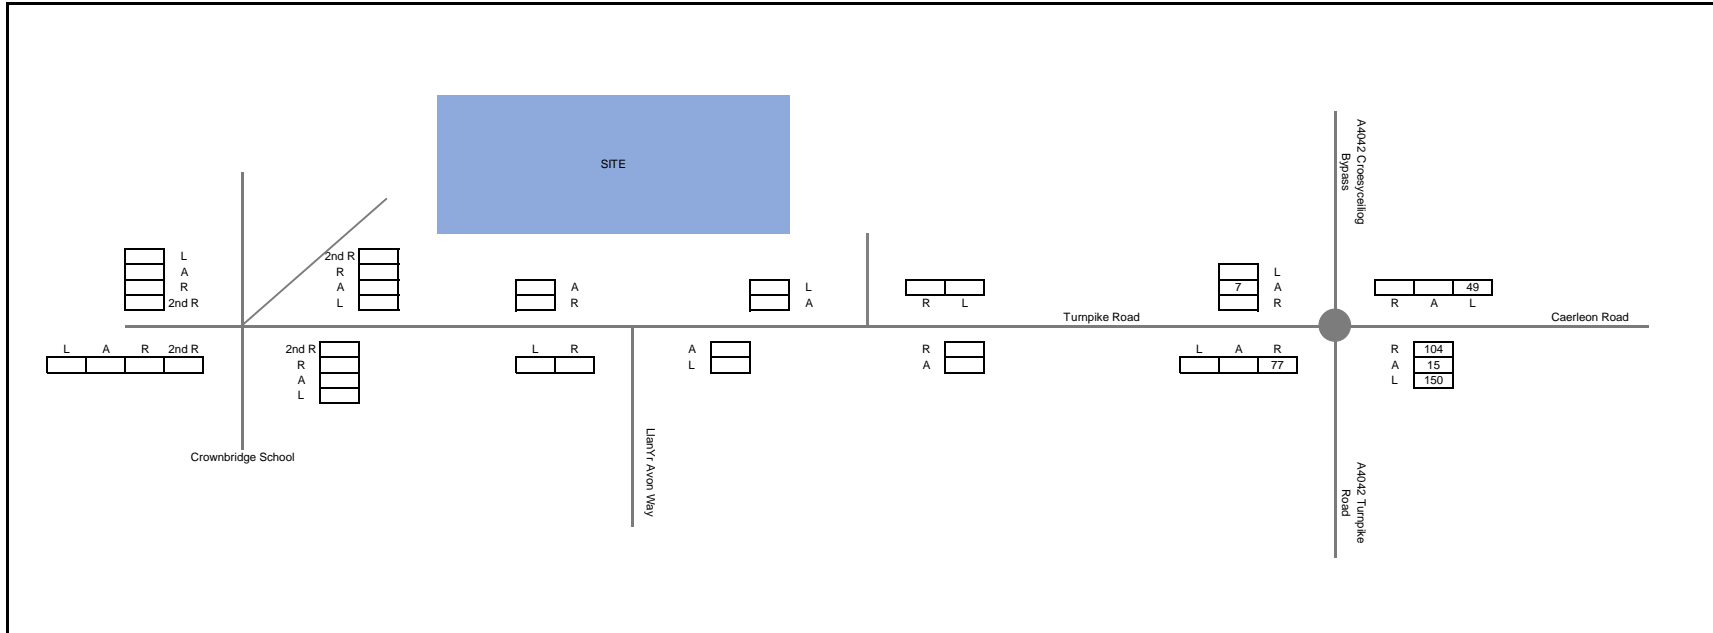 SITE
A4042 Croesyceiliog
Bypass
L
A
R
2nd R
2nd R
R
A
L
A
R
L
A
R L
L
7 A
R
49
R A L
Turnpike Road
Caerleon Road
L A R 2nd R
2nd R
R
A
L
L R
A
L
R
A
L A R
77
R 104
A 15
L 150
Crownbridge School
LlanYr Avon Way
A4042 Turnpike
Road